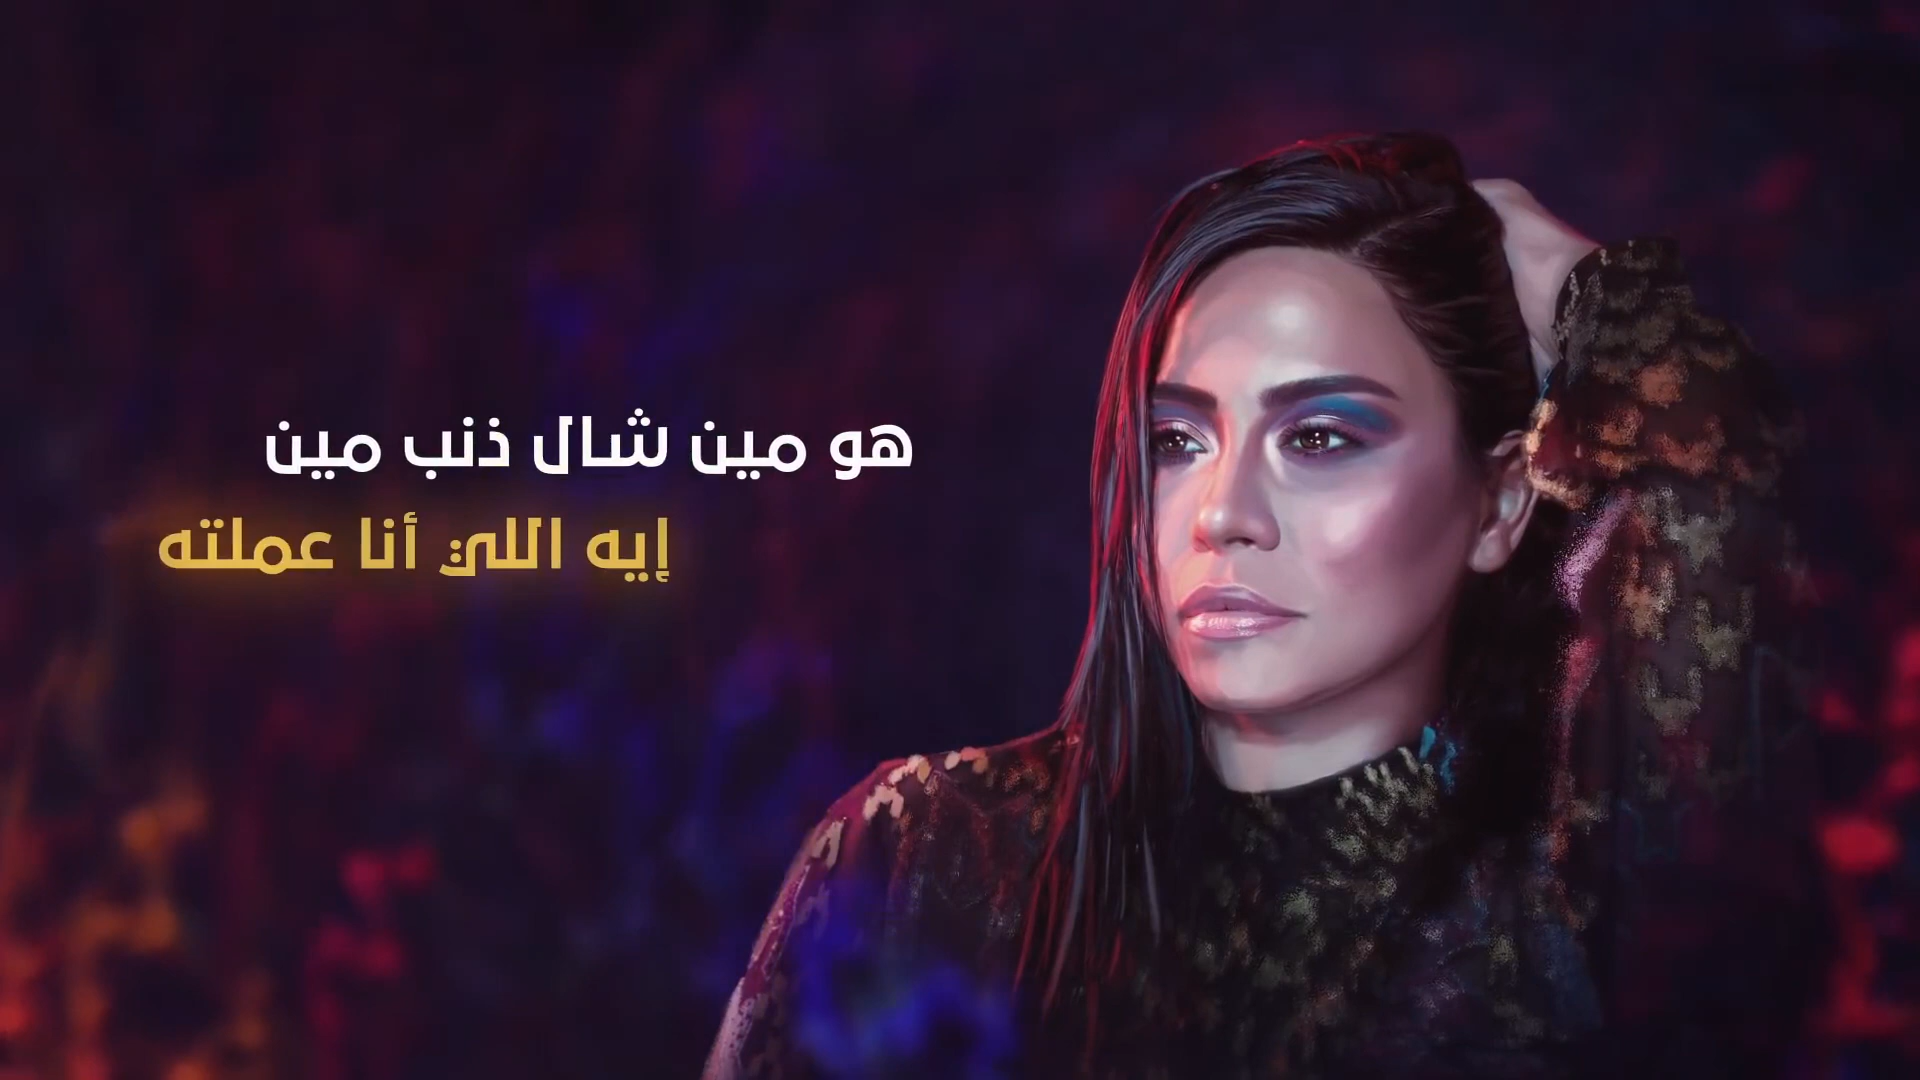 هو مين شال ذنب مين
إيه اللي أنا عملته